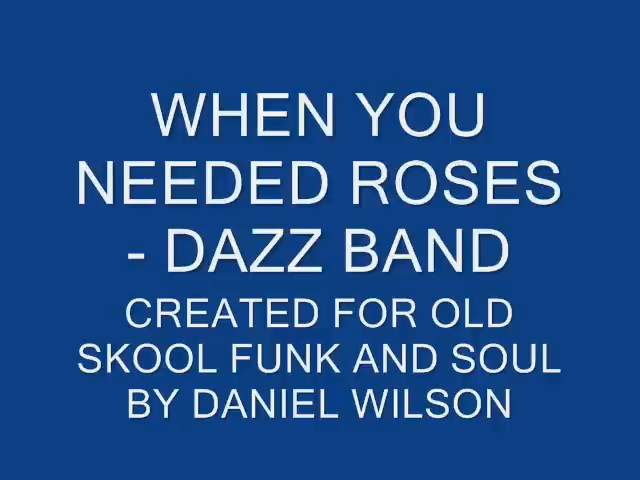 WHEN YOU
NEEDED ROSES
- DAZZ BAND
CREATED FOR OLD
SKOOL FUNK AND SOUL
BY DANIEL WILSON